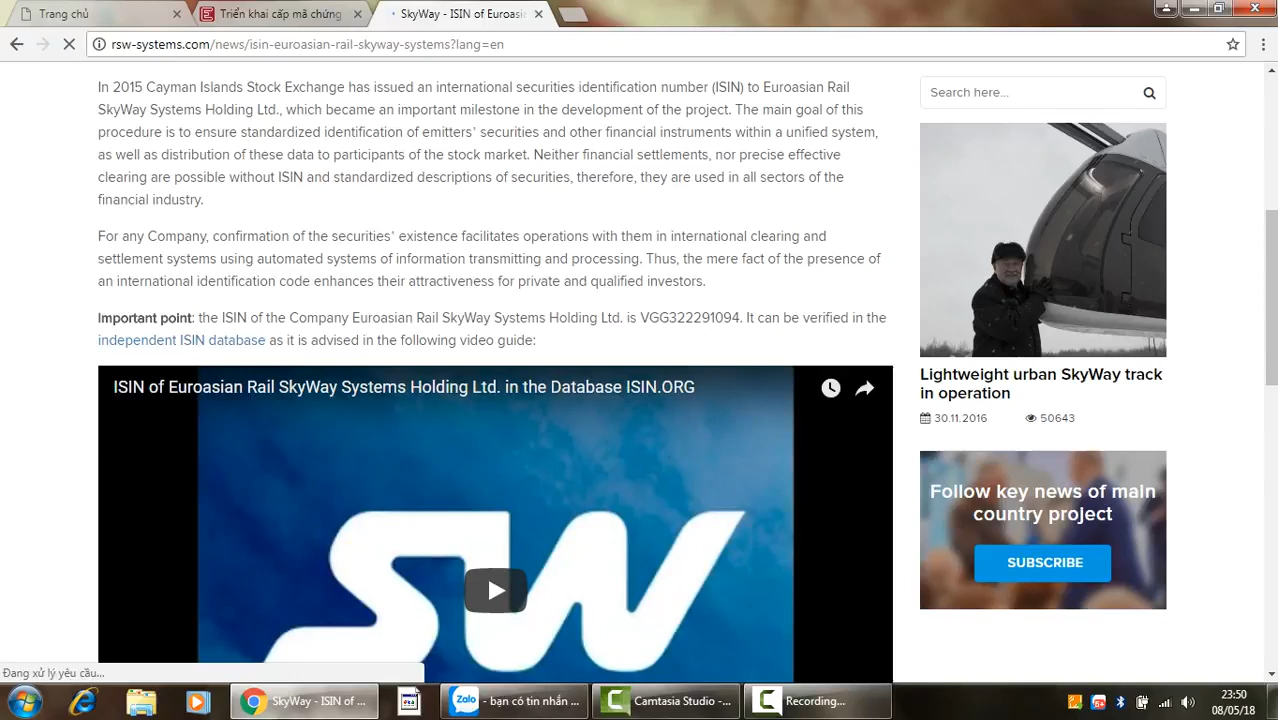 Trang chủ
Triển khai cấp mã chứng
SkyWay - ISIN of Euroasi
rsw-systems.com/news/isin-euroasian-rail-skyway-systems?lang=en
In 2015 Cayman Islands Stock Exchange has issued an international securities identification number (ISIN) to Euroasian Rail
SkyWay Systems Holding Ltd., which became an important milestone in the development of the project. The main goal of this
procedure is to ensure standardized identification of emitters' securities and other financial instruments within a unified system,
as well as distribution of these data to participants of the stock market. Neither financial settlements, nor precise effective
clearing are possible without ISIN and standardized descriptions of securities, therefore, they are used in all sectors of the
financial industry.
For any Company, confirmation of the securities' existence facilitates operations with them in international clearing and
settlement systems using automated systems of information transmitting and processing. Thus, the mere fact of the presence of
an international identification code enhances their attractiveness for private and qualified investors.
Important point: the ISIN of the Company Euroasian Rail SkyWay Systems Holding Ltd. is VGG322291094. It can be verified in the
independent ISIN database as it is advised in the following video guide:
ISIN of Euroasian Rail SkyWay Systems Holding Ltd. in the Database ISIN.ORG
SW
Search here...
Lightweight urban SkyWay track
in operation
30.11.2016 50643
Follow key news of main
country project
SUBSCRIBE
Đang xử lý yêu cầu...
SkyWay - ISIN of ...
Zalo
- bạn có tin nhắn ...
Camtasia Studio -...
Recording...
23:50
08/05/18